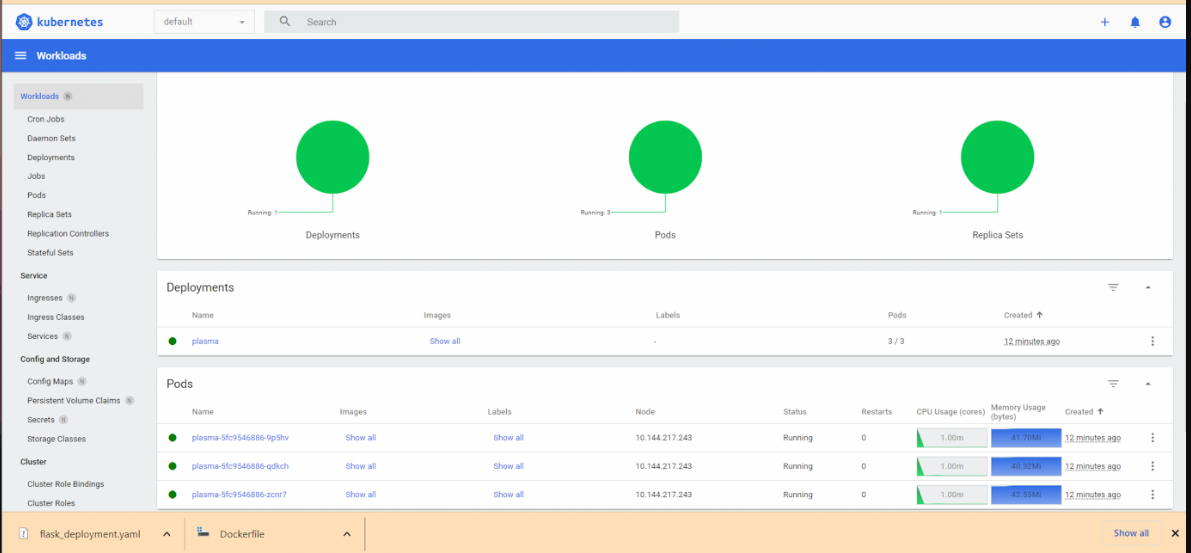 kubernetes
default
Search
Workloads
Workloads N
Cron Jobs
Daemon Sets
Deployments
Jobs
Pods
Replica Sets
Replication Controllers
Stateful Sets
Service
Ingresses N
Ingress Classes
Services N
Config and Storage
Config Maps N
Persistent Volume Claims N
Secrets N
Storage Classes
Cluster
Cluster Role Bindings
Cluster Roles
Running: 1
Deployments
Running: 3
Pods
Running: 1
Replica Sets
Deployments
Name Images Labels Pods Created
plasma Show all - 3 / 3 12 minutes ago
Pods
Name Images Labels Node Status Restarts CPU Usage (cores) Memory Usage (bytes) Created
plasma-5fc9546886-9p5hv Show all Show all 10.144.217.243 Running 0 1.00m 41.70Mi 12 minutes ago
plasma-5fc9546886-qdkch Show all Show all 10.144.217.243 Running 0 1.00m 40.32Mi 12 minutes ago
plasma-5fc9546886-zcnr7 Show all Show all 10.144.217.243 Running 0 1.00m 42.55Mi 12 minutes ago
flask_deployment.yaml
Dockerfile
Show all